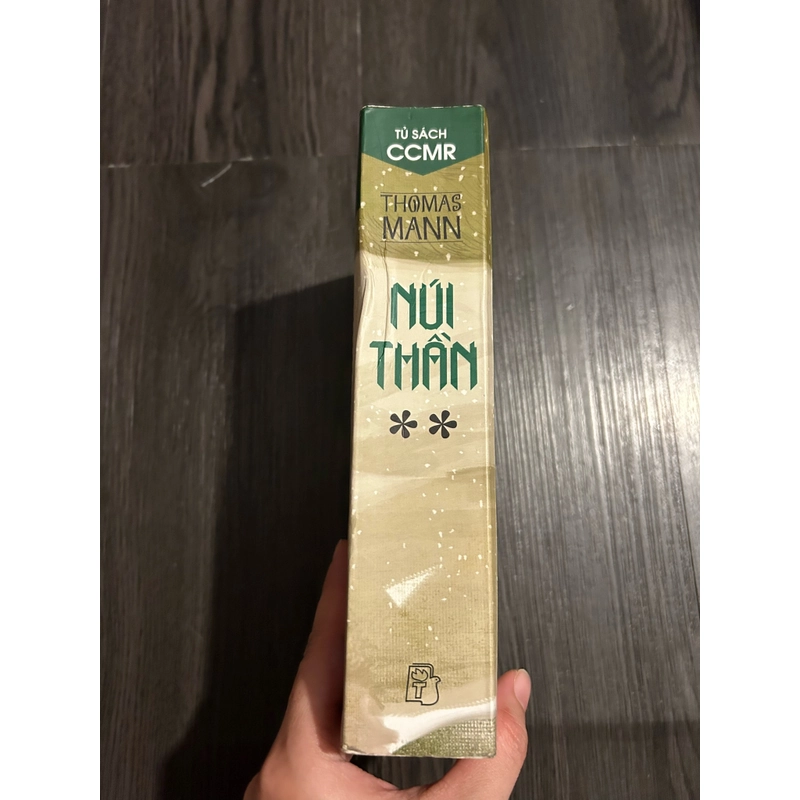 TỦ SÁCH
CCMR
THOMAS
MANN
NÚI
THẦN
**
T